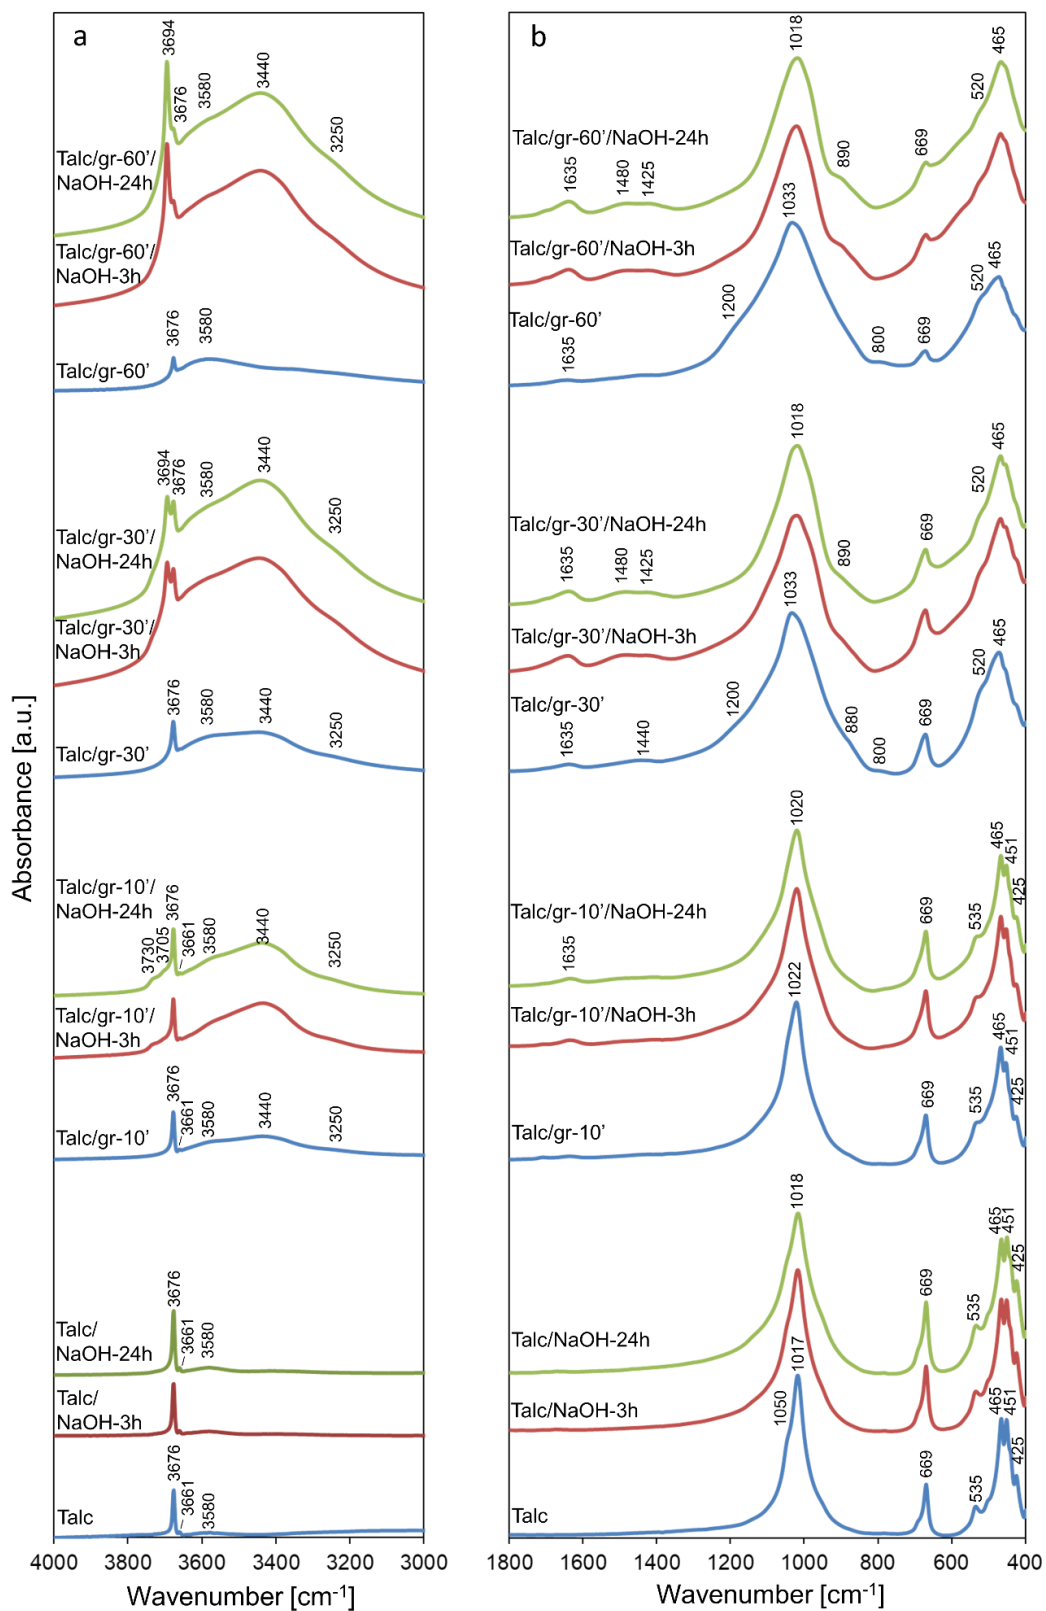 a
3694
3676
3580
3440
3250
Talc/gr-60’/
NaOH-24h
Talc/gr-60’/
NaOH-3h
3676
3580
Talc/gr-60’
3694
3676
3580
3440
3250
Talc/gr-30’/
NaOH-24h
Talc/gr-30’/
NaOH-3h
3676
3580
3440
3250
Talc/gr-30’
Talc/gr-10’/
NaOH-24h
3730
3705
3676
3661
3580
3440
3250
Talc/gr-10’/
NaOH-3h
3676
3661
3580
3440
3250
Talc/gr-10’
3676
3661
3580
Talc/
NaOH-24h
Talc/
NaOH-3h
3676
3661
3580
Talc
4000 3800 3600 3400 3200 3000
Wavenumber [cm-1]
Absorbance [a.u.]
b
1018
465
520
Talc/gr-60’/NaOH-24h
1635
1480
1425
890
669
Talc/gr-60’/NaOH-3h
1033
465
520
Talc/gr-60’
1635
1200
800
669
1018
465
520
Talc/gr-30’/NaOH-24h
1635
1480
1425
890
669
Talc/gr-30’/NaOH-3h
1033
465
520
Talc/gr-30’
1635
1440
1200
880
800
669
1020
465
451
425
Talc/gr-10’/NaOH-24h
1635
669
535
Talc/gr-10’/NaOH-3h
1022
465
451
425
Talc/gr-10’
669
535
1018
465
451
425
Talc/NaOH-24h
669
535
Talc/NaOH-3h
1050
1017
465
451
425
Talc
669
535
1800 1600 1400 1200 1000 800 600 400
Wavenumber [cm-1]